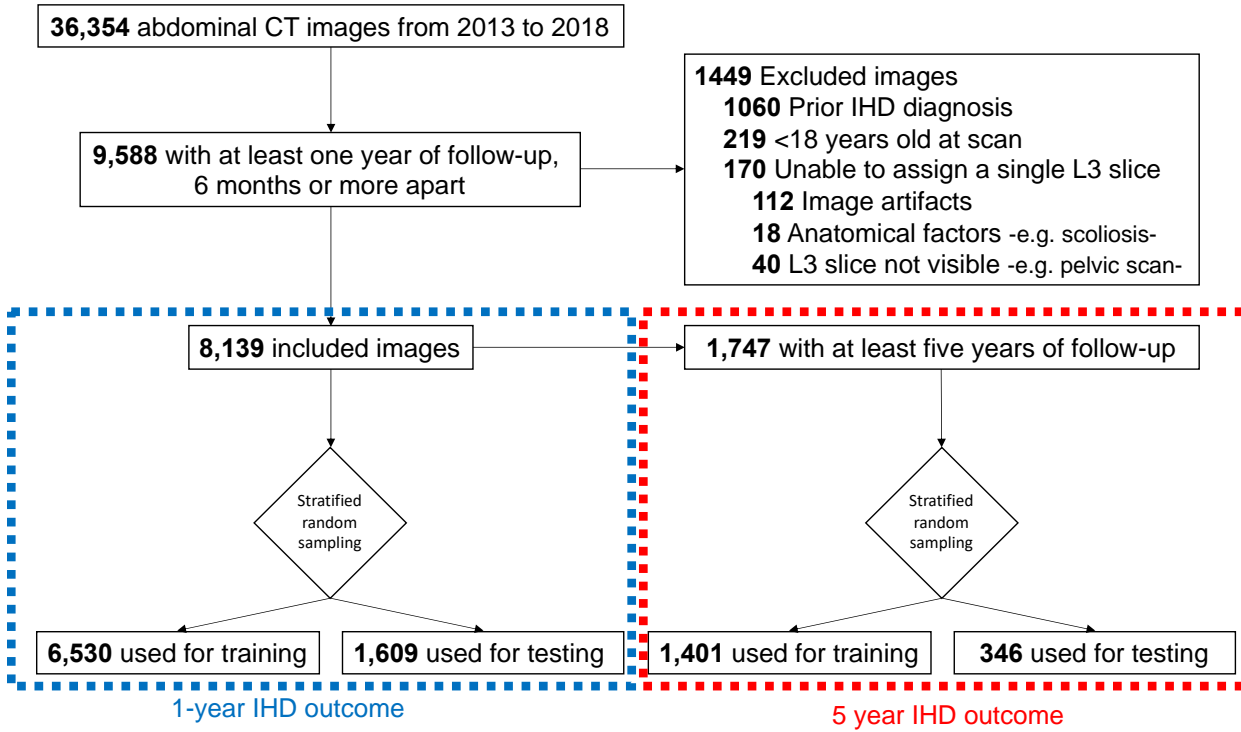 36,354 abdominal CT images from 2013 to 2018
1449 Excluded images
1060 Prior IHD diagnosis
219 <18 years old at scan
170 Unable to assign a single L3 slice
112 Image artifacts
18 Anatomical factors -e.g. scoliosis-
40 L3 slice not visible -e.g. pelvic scan-
9,588 with at least one year of follow-up,
6 months or more apart
8,139 included images
1,747 with at least five years of follow-up
Stratified
random
sampling
Stratified
random
sampling
6,530 used for training
1,609 used for testing
1,401 used for training
346 used for testing
1-year IHD outcome
5 year IHD outcome